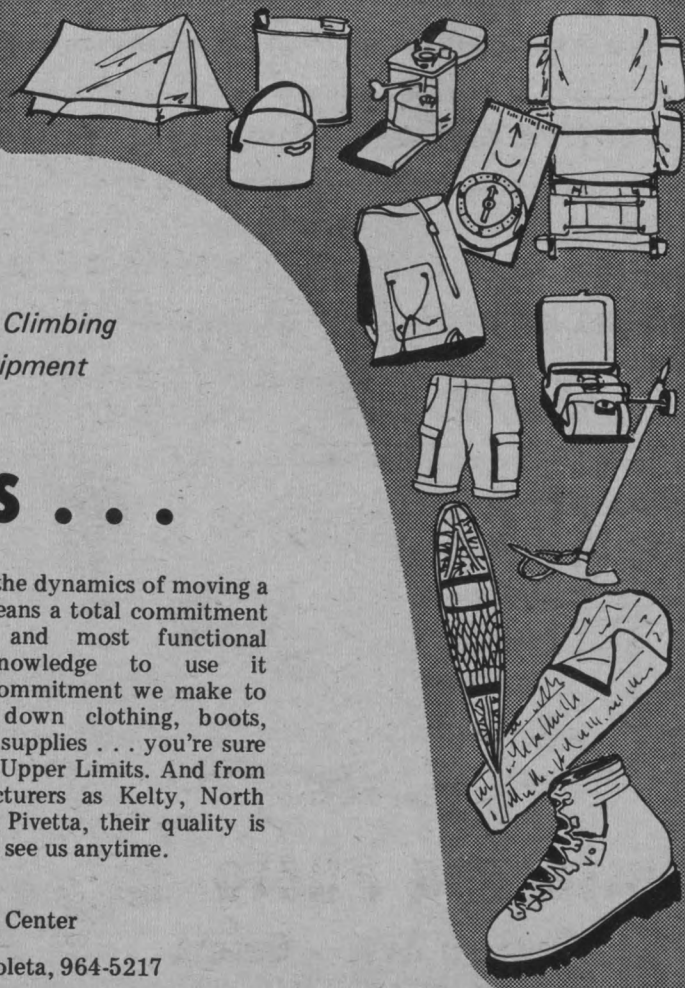 Climbing
ipment
s . . .
the dynamics of moving a
eans a total commitment
and most functional
nowledge to use it
ommitment we make to
down clothing, boots,
supplies . . . you're sure
Upper Limits. And from
cturers as Kelty, North
Pivetta, their quality is
see us anytime.
Center
oleta, 964-5217